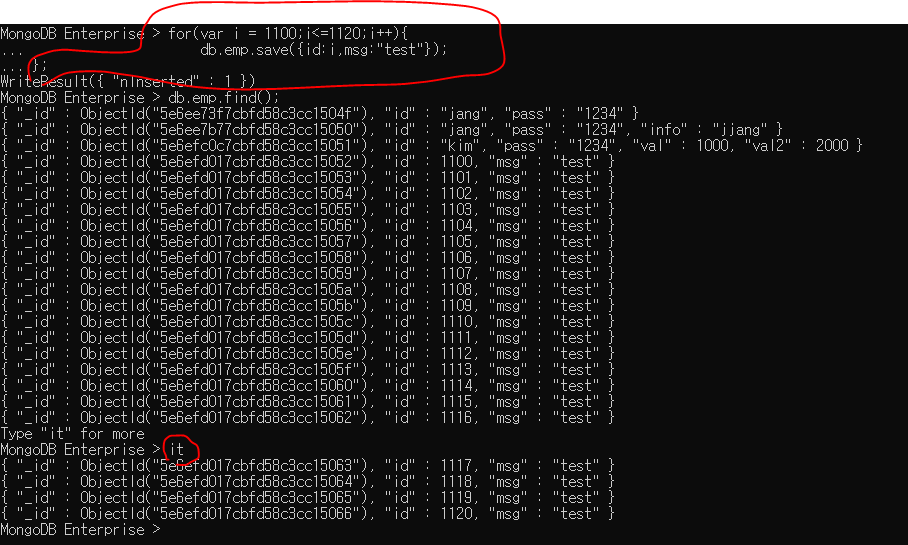 MongoDB Enterprise > for(var i = 1100;i<=1120;i++){
... db.emp.save({id:i,msg:"test"});
... };
WriteResult({ "nInserted" : 1 })
MongoDB Enterprise > db.emp.find();
{ "_id" : ObjectId("5e6ee73f7cbfd58c3cc1504f"), "id" : "jang", "pass" : "1234" }
{ "_id" : ObjectId("5e6ee7b77cbfd58c3cc15050"), "id" : "jang", "pass" : "1234", "info" : "jjang" }
{ "_id" : ObjectId("5e6efc0c7cbfd58c3cc15051"), "id" : "kim", "pass" : "1234", "val" : 1000, "val2" : 2000 }
{ "_id" : ObjectId("5e6efd017cbfd58c3cc15052"), "id" : 1100, "msg" : "test" }
{ "_id" : ObjectId("5e6efd017cbfd58c3cc15053"), "id" : 1101, "msg" : "test" }
{ "_id" : ObjectId("5e6efd017cbfd58c3cc15054"), "id" : 1102, "msg" : "test" }
{ "_id" : ObjectId("5e6efd017cbfd58c3cc15055"), "id" : 1103, "msg" : "test" }
{ "_id" : ObjectId("5e6efd017cbfd58c3cc15056"), "id" : 1104, "msg" : "test" }
{ "_id" : ObjectId("5e6efd017cbfd58c3cc15057"), "id" : 1105, "msg" : "test" }
{ "_id" : ObjectId("5e6efd017cbfd58c3cc15058"), "id" : 1106, "msg" : "test" }
{ "_id" : ObjectId("5e6efd017cbfd58c3cc15059"), "id" : 1107, "msg" : "test" }
{ "_id" : ObjectId("5e6efd017cbfd58c3cc1505a"), "id" : 1108, "msg" : "test" }
{ "_id" : ObjectId("5e6efd017cbfd58c3cc1505b"), "id" : 1109, "msg" : "test" }
{ "_id" : ObjectId("5e6efd017cbfd58c3cc1505c"), "id" : 1110, "msg" : "test" }
{ "_id" : ObjectId("5e6efd017cbfd58c3cc1505d"), "id" : 1111, "msg" : "test" }
{ "_id" : ObjectId("5e6efd017cbfd58c3cc1505e"), "id" : 1112, "msg" : "test" }
{ "_id" : ObjectId("5e6efd017cbfd58c3cc1505f"), "id" : 1113, "msg" : "test" }
{ "_id" : ObjectId("5e6efd017cbfd58c3cc15060"), "id" : 1114, "msg" : "test" }
{ "_id" : ObjectId("5e6efd017cbfd58c3cc15061"), "id" : 1115, "msg" : "test" }
{ "_id" : ObjectId("5e6efd017cbfd58c3cc15062"), "id" : 1116, "msg" : "test" }
Type "it" for more
MongoDB Enterprise > it
{ "_id" : ObjectId("5e6efd017cbfd58c3cc15063"), "id" : 1117, "msg" : "test" }
{ "_id" : ObjectId("5e6efd017cbfd58c3cc15064"), "id" : 1118, "msg" : "test" }
{ "_id" : ObjectId("5e6efd017cbfd58c3cc15065"), "id" : 1119, "msg" : "test" }
{ "_id" : ObjectId("5e6efd017cbfd58c3cc15066"), "id" : 1120, "msg" : "test" }
MongoDB Enterprise >